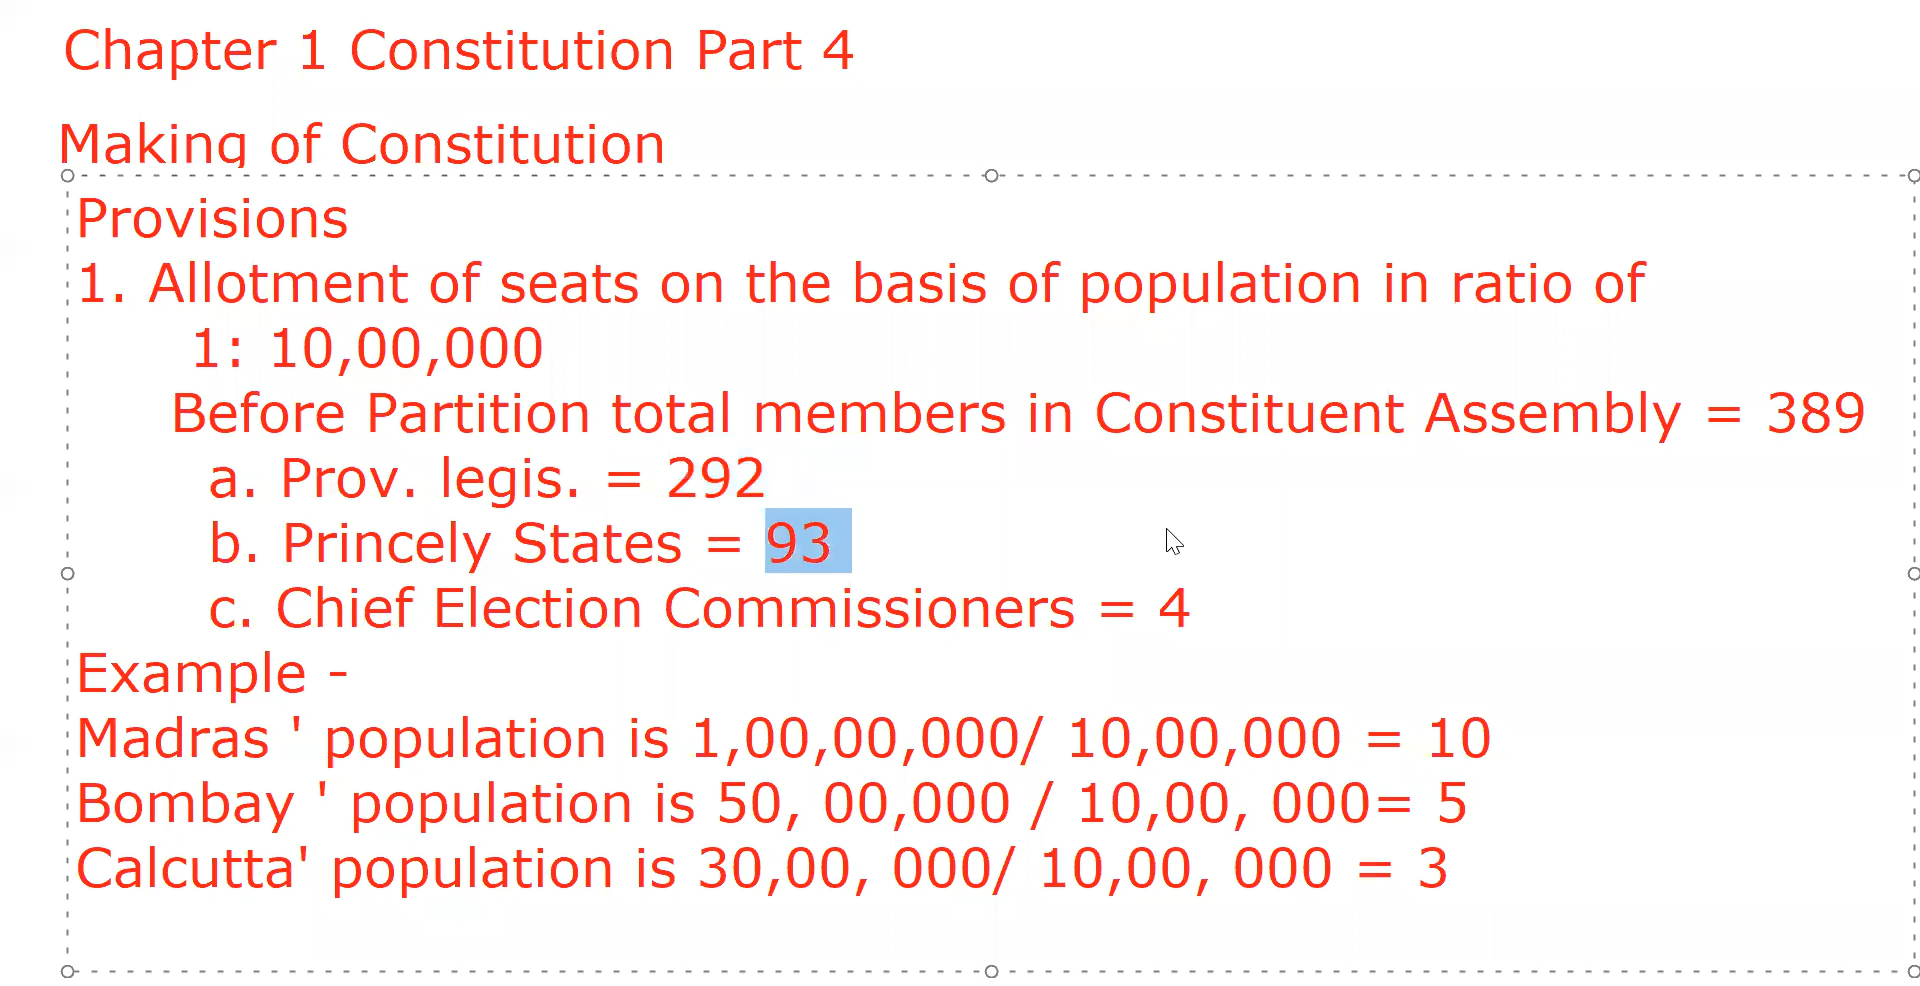 Chapter 1 Constitution Part 4
Making of Constitution
Provisions
1. Allotment of seats on the basis of population in ratio of
1: 10,00,000
Before Partition total members in Constituent Assembly = 389
a. Prov. legis. = 292
b. Princely States = 93
c. Chief Election Commissioners = 4
Example -
Madras ' population is 1,00,00,000/ 10,00,000 = 10
Bombay ' population is 50, 00,000 / 10,00, 000= 5
Calcutta' population is 30,00, 000/ 10,00, 000 = 3